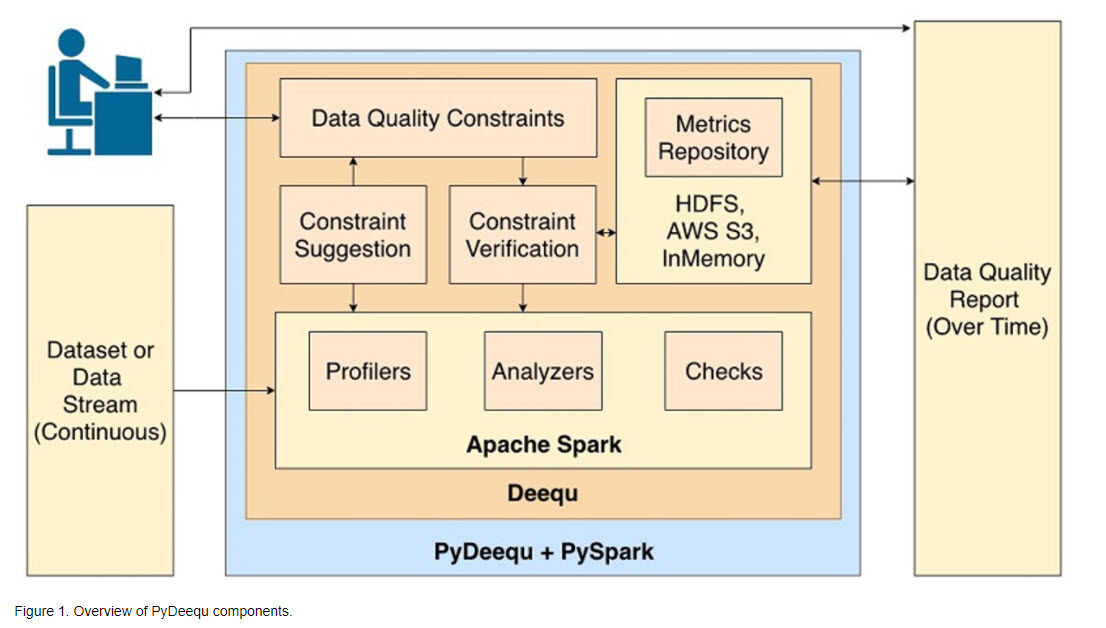 Data Quality Constraints
Metrics
Repository
HDFS,
AWS S3,
InMemory
Constraint
Suggestion
Constraint
Verification
Data Quality
Report
(Over Time)
Dataset or
Data
Stream
(Continuous)
Profilers
Analyzers
Checks
Apache Spark
Deequ
PyDeequ + PySpark
Figure 1. Overview of PyDeequ components.